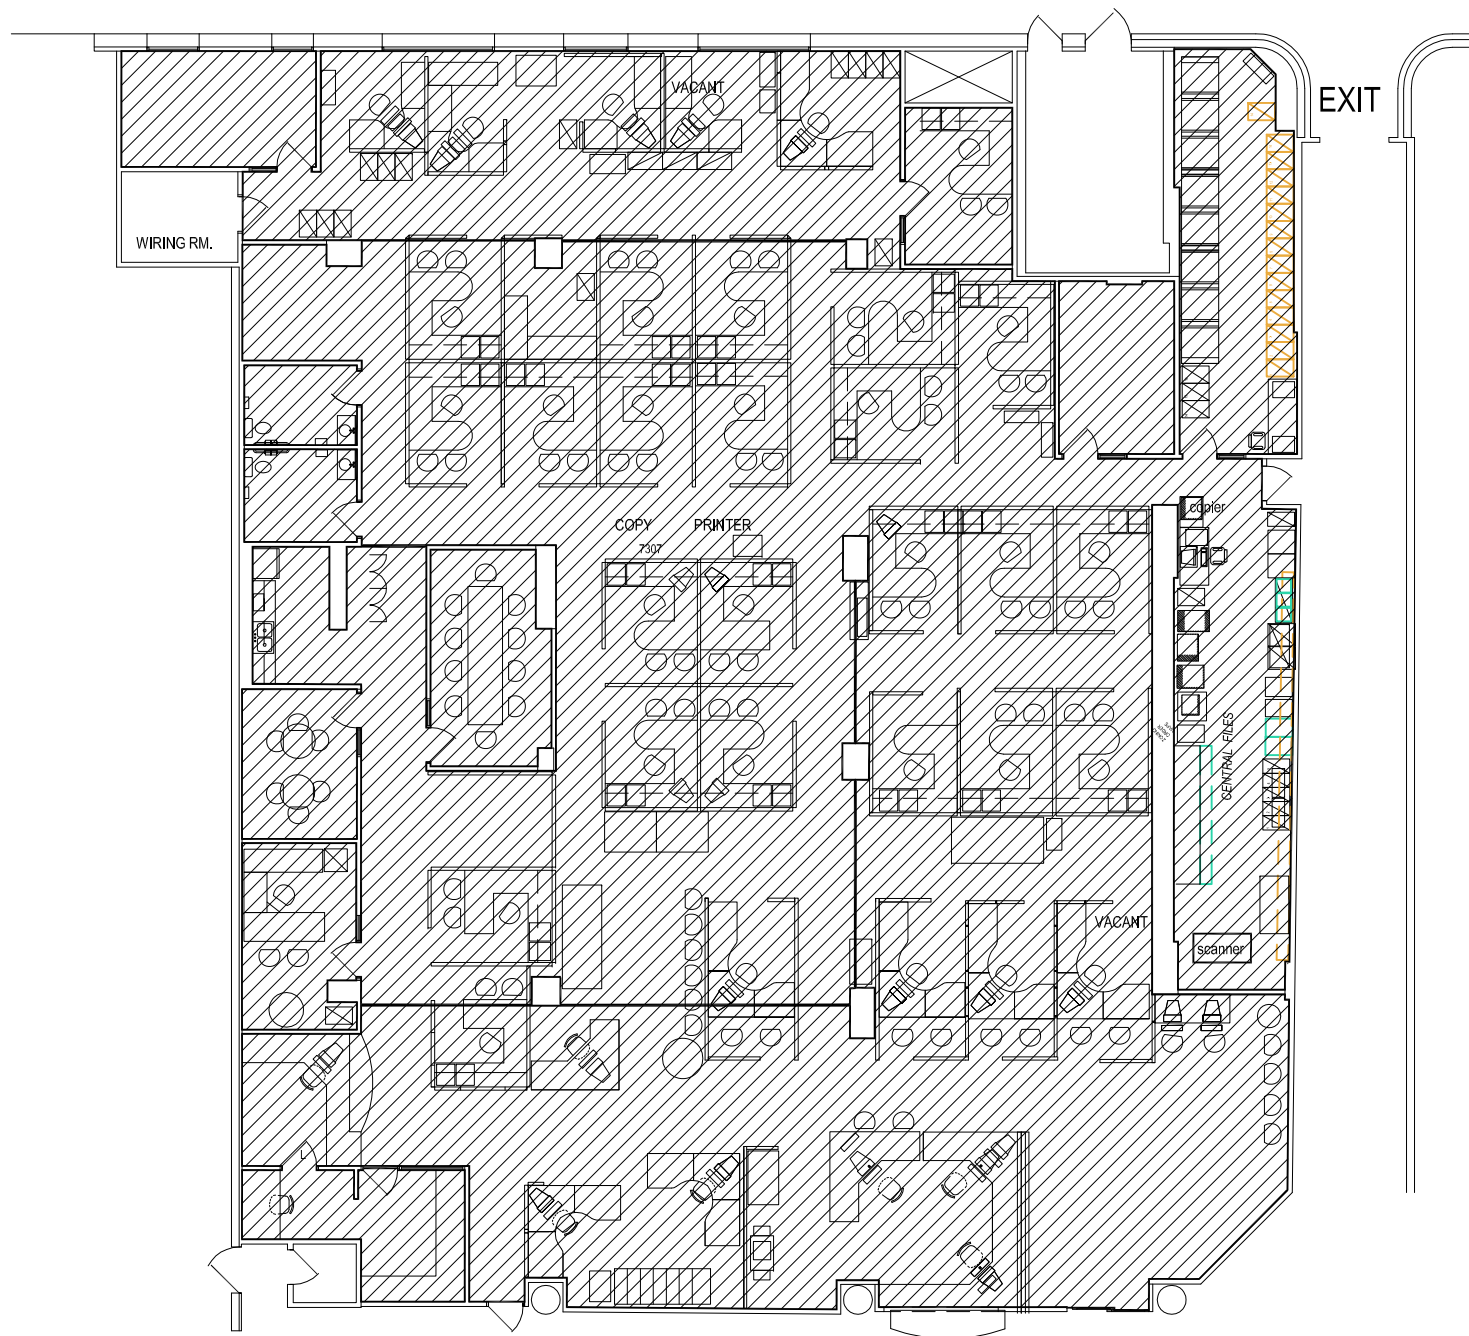 EXIT
VACANT
WIRING RM.
COPY
PRINTER
7307
copier
CENTRAL FILES
VACANT
scanner
L